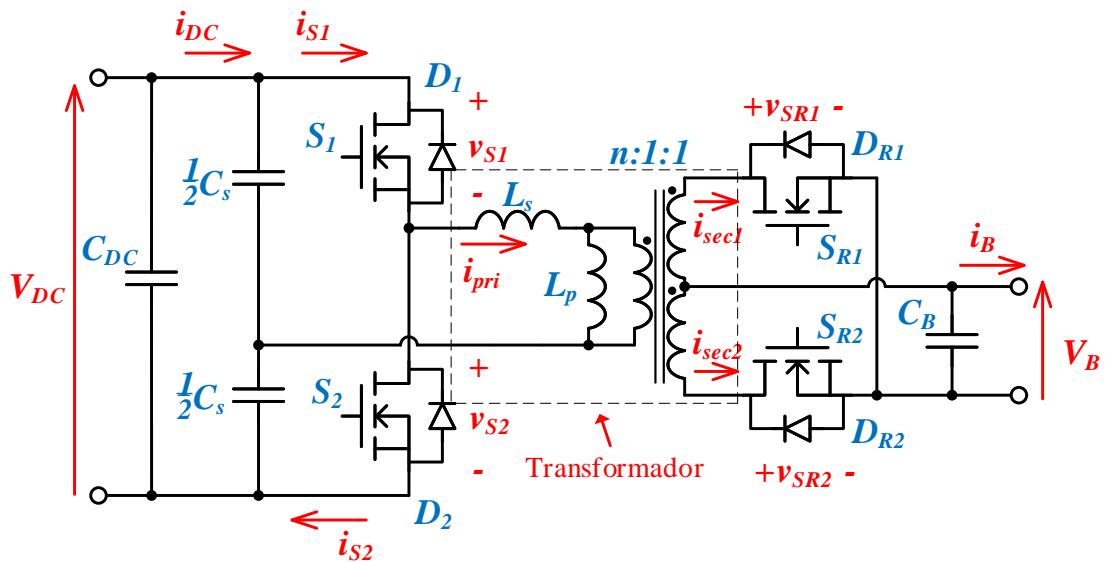 i_DC
i_S1
D_1
+
S_1
v_S1
-
½C_s
n:1:1
+v_SR1 -
D_R1
L_s
i_sec1
S_R1
i_B
C_DC
i_pri
L_p
V_DC
C_B
S_R2
V_B
+
i_sec2
½C_s
S_2
v_S2
-
D_R2
Transformador
+v_SR2 -
D_2
i_S2